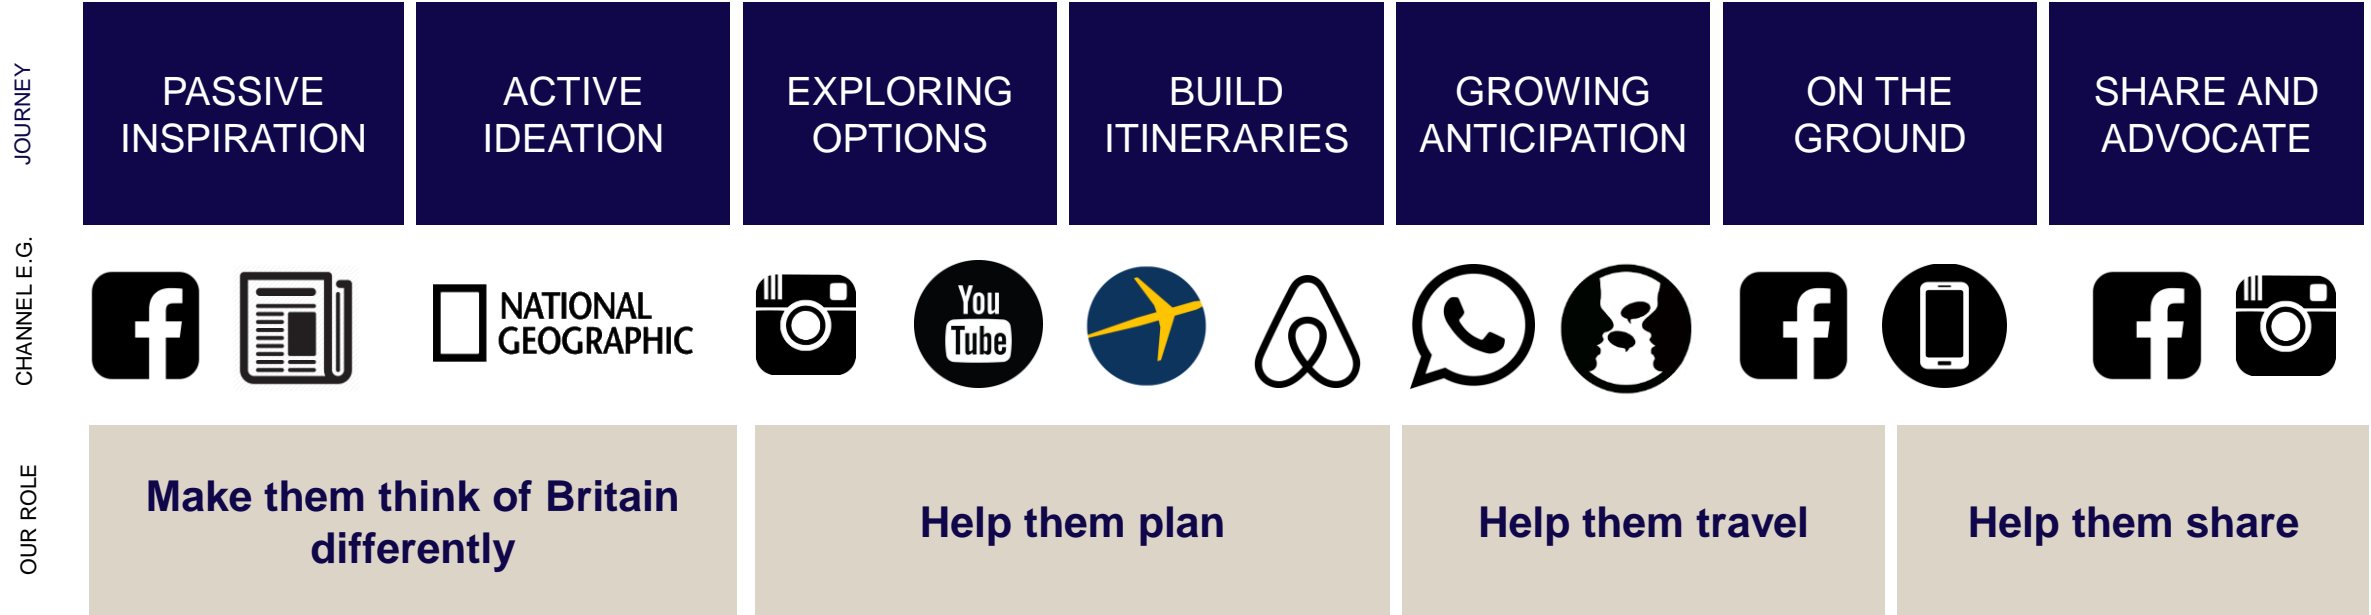 JOURNEY
PASSIVE
INSPIRATION
ACTIVE
IDEATION
EXPLORING
OPTIONS
BUILD
ITINERARIES
GROWING
ANTICIPATION
ON THE
GROUND
SHARE AND
ADVOCATE
CHANNEL E.G.
NATIONAL
GEOGRAPHIC
You
Tube
OUR ROLE
Make them think of Britain
differently
Help them plan
Help them travel
Help them share